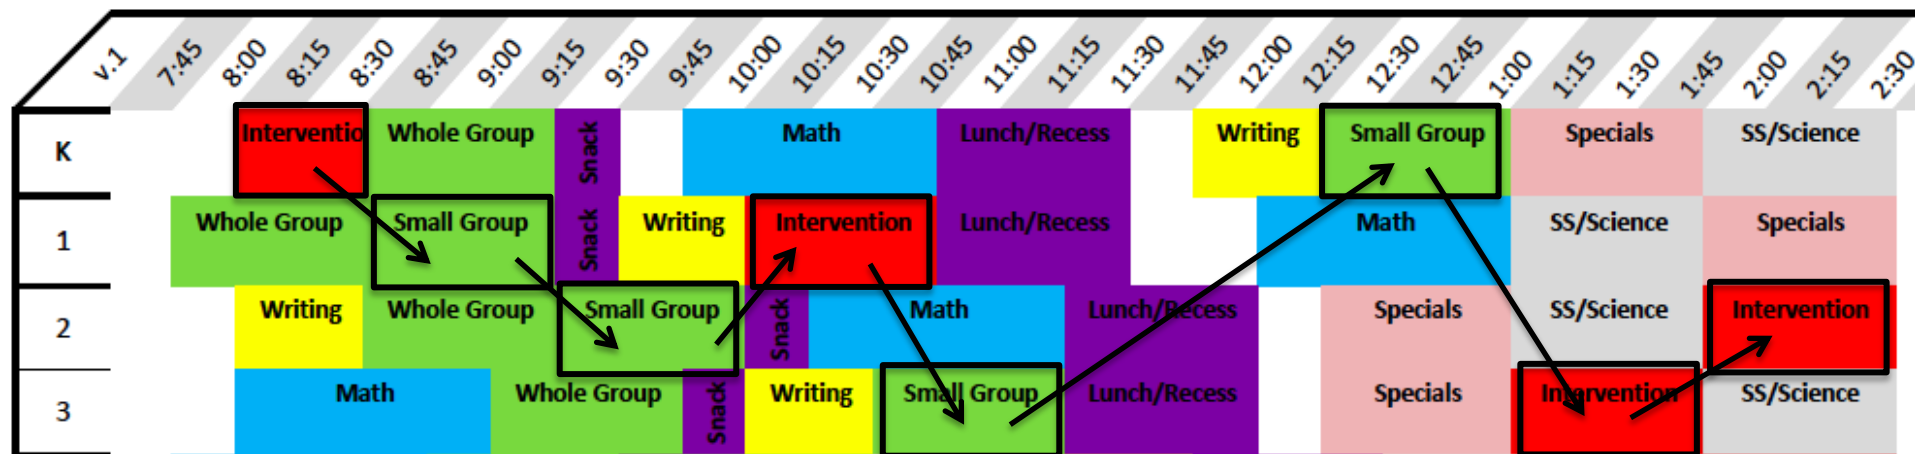 v.1 7:45 8:00 8:15 8:30 8:45 9:00 9:15 9:30 9:45 10:00 10:15 10:30 10:45 11:00 11:15 11:30 11:45 12:00 12:15 12:30 12:45 1:00 1:15 1:30 1:45 2:00 2:15 2:30
K Interventio Whole Group Snack Math Lunch/Recess Writing Small Group Specials SS/Science
1 Whole Group Small Group Snack Writing Intervention Lunch/Recess Math SS/Science Specials
2 Writing Whole Group Small Group Snack Math Lunch/Recess Specials SS/Science Intervention
3 Math Whole Group Snack Writing Small Group Lunch/Recess Specials Intervention SS/Science